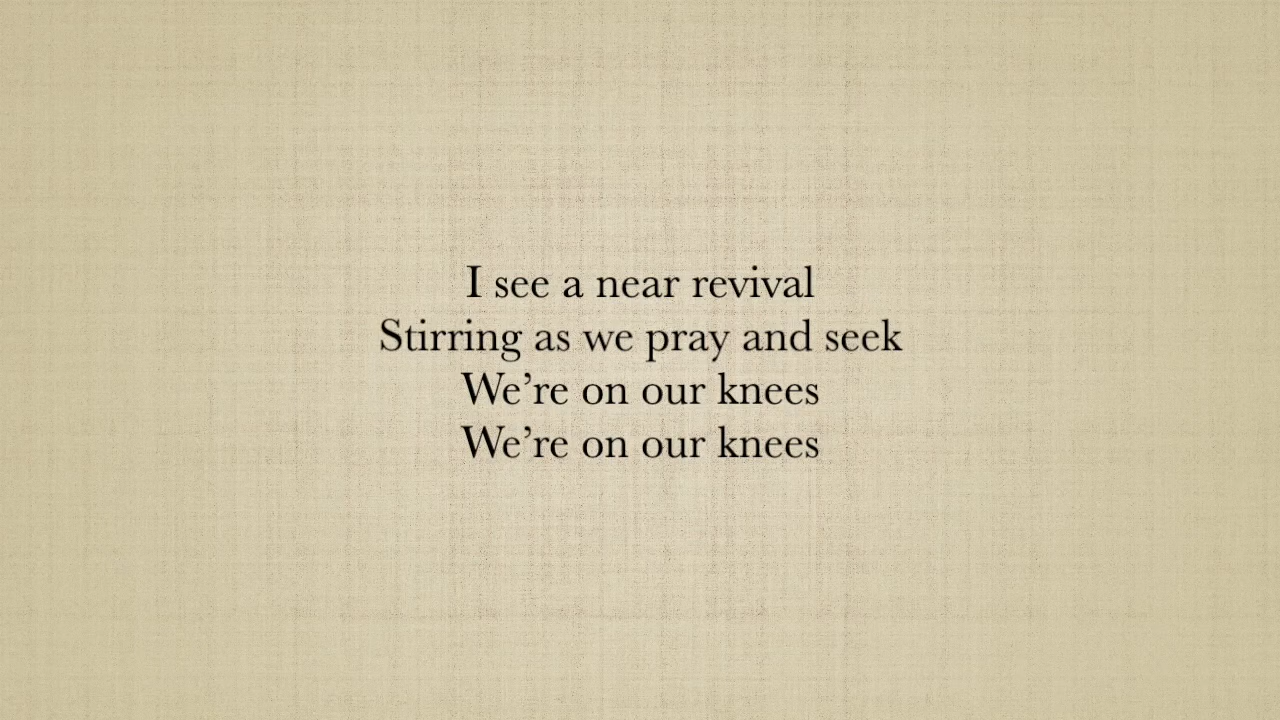 I see a near revival
Stirring as we pray and seek
We’re on our knees
We’re on our knees